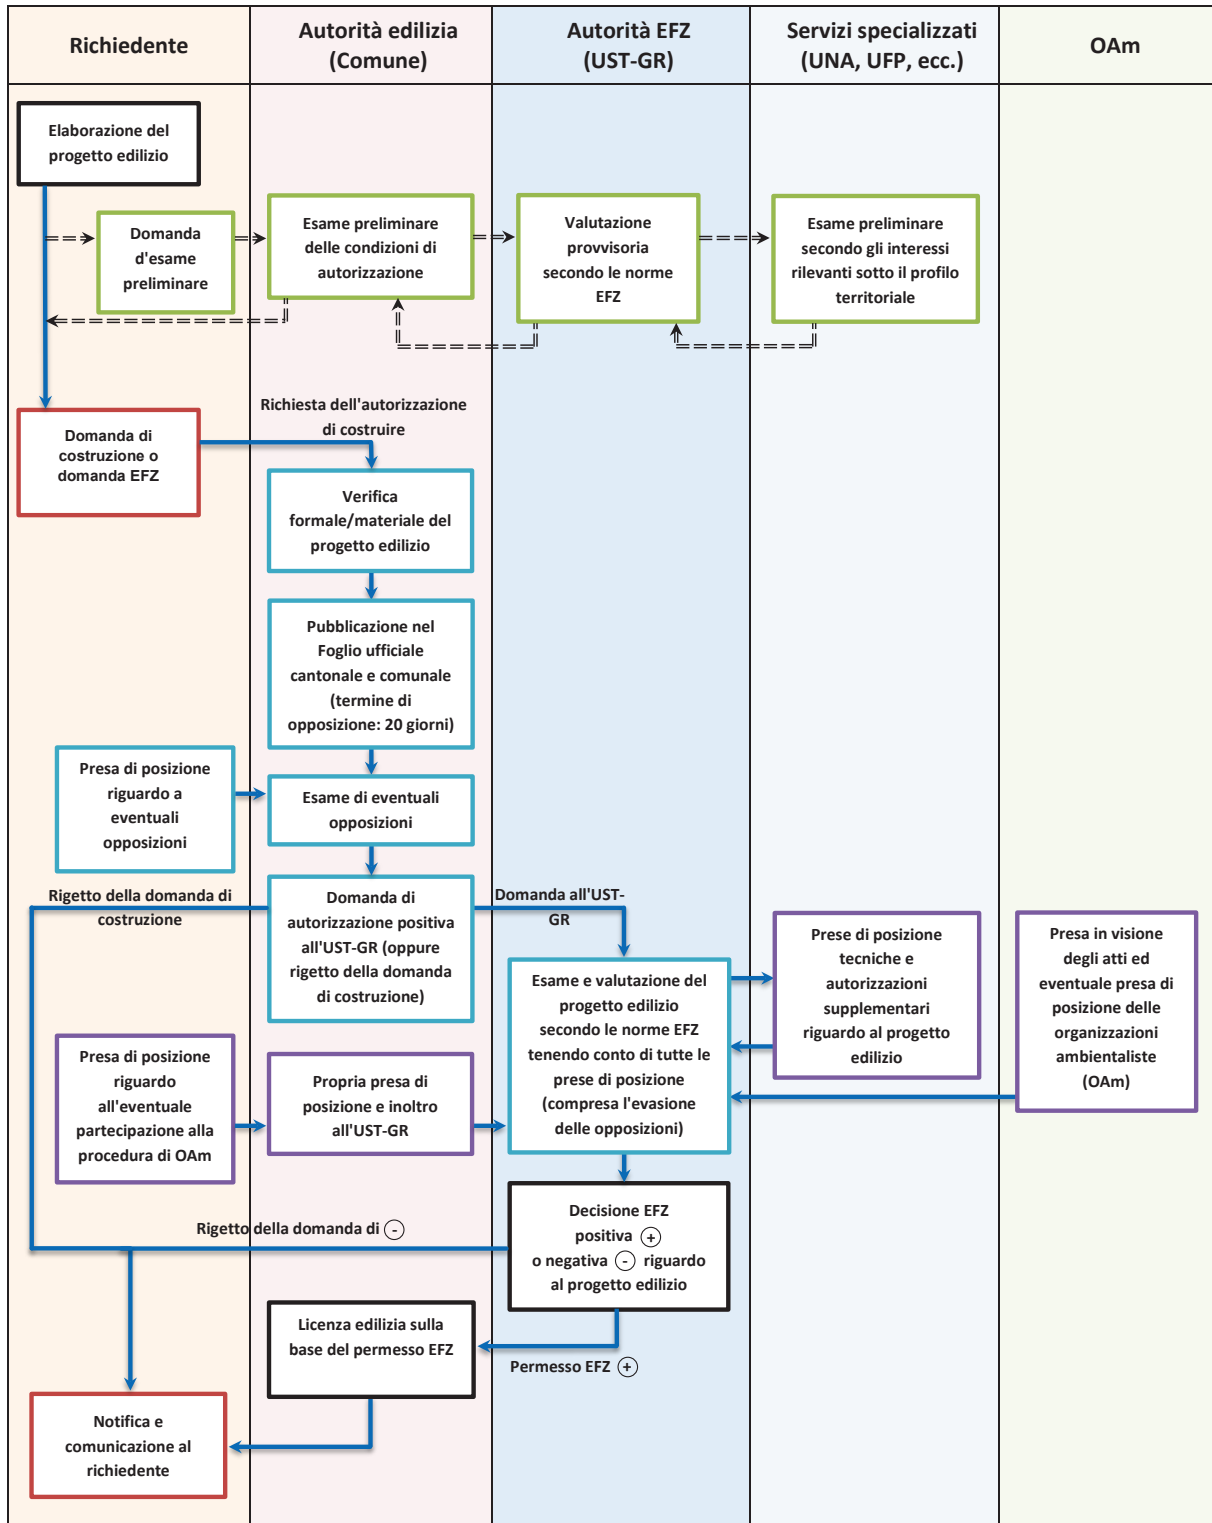 Richiedente
Autorità edilizia
(Comune)
Autorità EFZ
(UST-GR)
Servizi specializzati
(UNA, UFP, ecc.)
OAm
Elaborazione del
progetto edilizio
Domanda
d'esame
preliminare
Esame preliminare
delle condizioni di
autorizzazione
Valutazione
provvisoria
secondo le norme
EFZ
Esame preliminare
secondo gli interessi
rilevanti sotto il profilo
territoriale
Richiesta dell'autorizzazione
di costruire
Domanda di
costruzione o
domanda EFZ
Verifica
formale/materiale del
progetto edilizio
Pubblicazione nel
Foglio ufficiale
cantonale e comunale
(termine di
opposizione: 20 giorni)
Presa di posizione
riguardo a
eventuali
opposizioni
Esame di eventuali
opposizioni
Rigetto della domanda di
costruzione
Domanda di
autorizzazione positiva
all'UST-GR (oppure
rigetto della domanda
di costruzione)
Domanda all'UST-
GR
Esame e valutazione del
progetto edilizio
secondo le norme EFZ
tenendo conto di tutte le
prese di posizione
(compresa l'evasione
delle opposizioni)
Prese di posizione
tecniche e
autorizzazioni
supplementari
riguardo al progetto
edilizio
Presa in visione
degli atti ed
eventuale presa di
posizione delle
organizzazioni
ambientaliste
(OAm)
Presa di posizione
riguardo
all'eventuale
partecipazione alla
procedura di OAm
Propria presa di
posizione e inoltro
all'UST-GR
Rigetto della domanda di -
Decisione EFZ
positiva +
o negativa - riguardo
al progetto edilizio
Licenza edilizia sulla
base del permesso EFZ
Permesso EFZ +
Notifica e
comunicazione al
richiedente